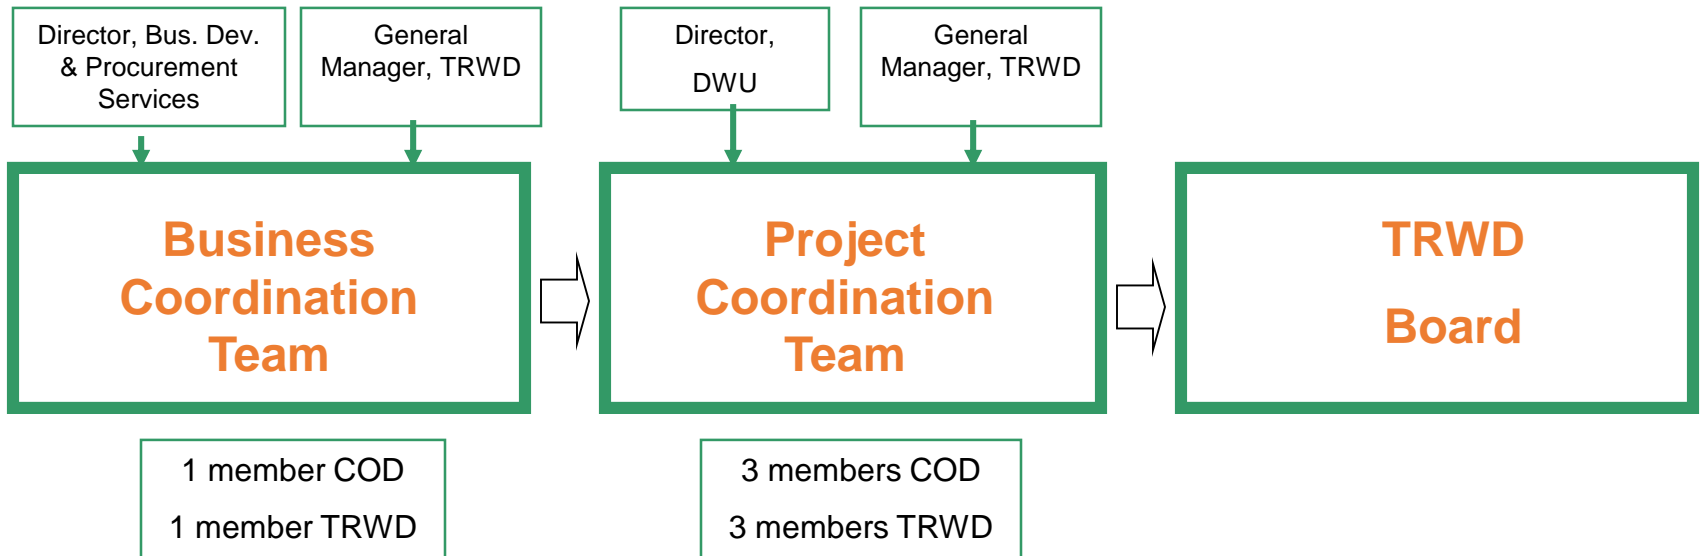 Director, Bus. Dev.
& Procurement
Services
General
Manager, TRWD
Director,
DWU
General
Manager, TRWD
Business
Coordination
Team
Project
Coordination
Team
TRWD
Board
1 member COD
1 member TRWD
3 members COD
3 members TRWD